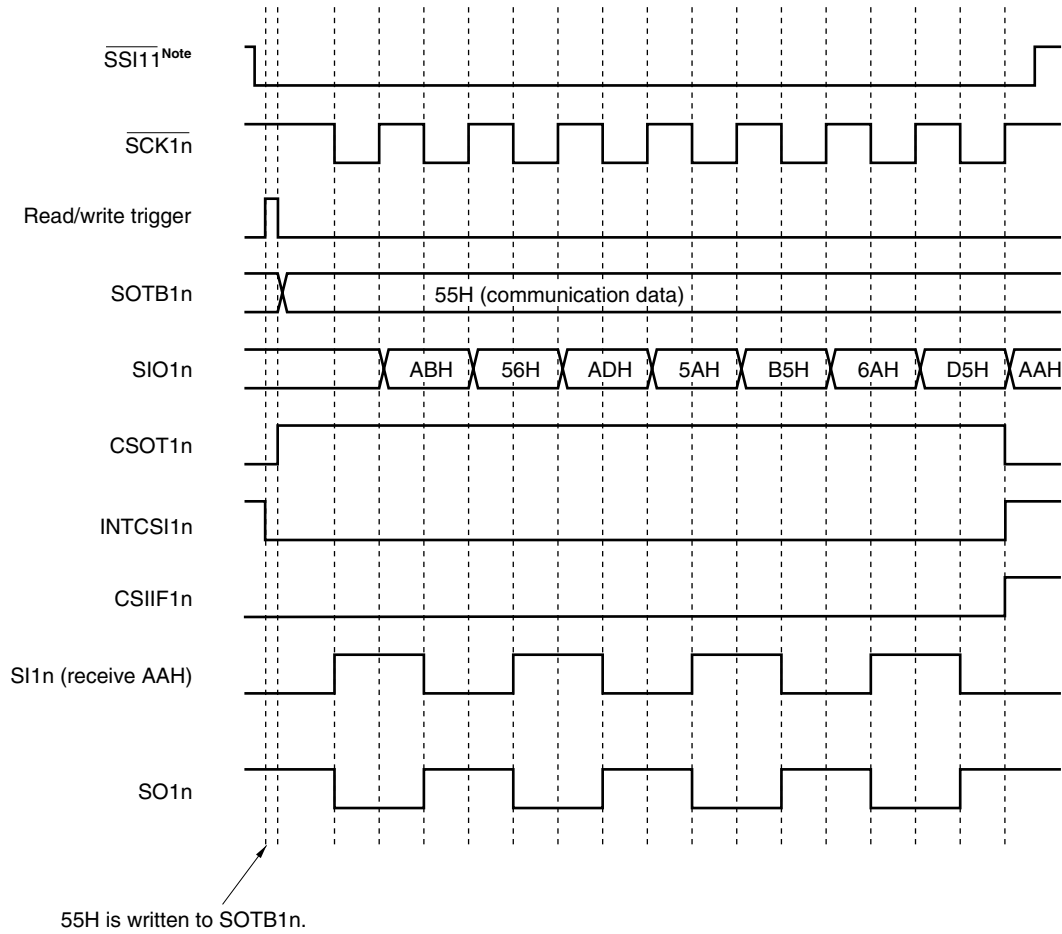 SSI11Note
SCK1n
Read/write trigger
SOTB1n
55H (communication data)
SIO1n
ABH 56H ADH 5AH B5H 6AH D5H AAH
CSOT1n
INTCSI1n
CSIIF1n
SI1n (receive AAH)
SO1n
55H is written to SOTB1n.